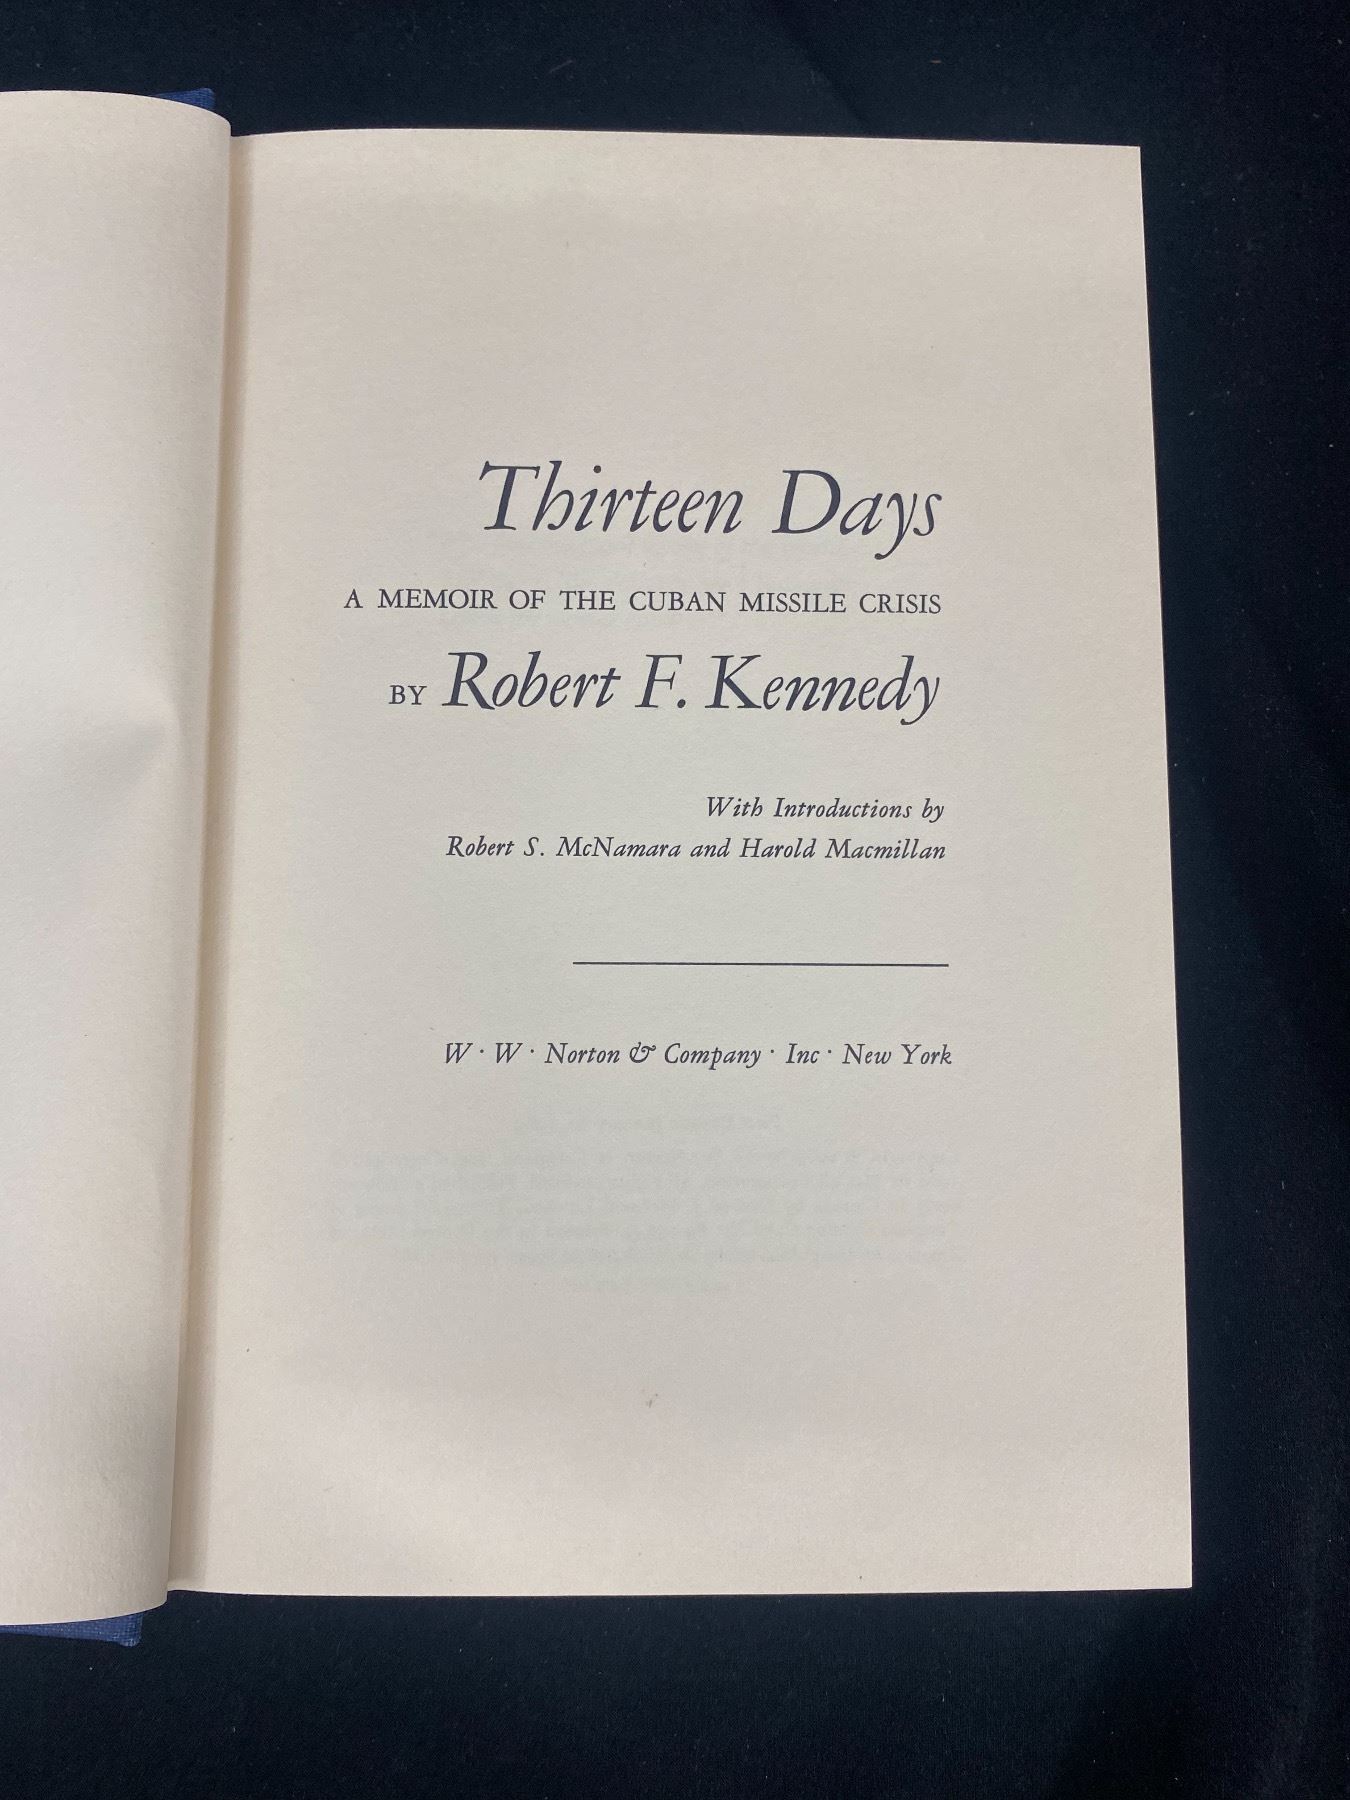 Thirteen Days
A MEMOIR OF THE CUBAN MISSILE CRISIS
BY Robert F. Kennedy
With Introductions by
Robert S. McNamara and Harold Macmillan
W · W · Norton & Company · Inc · New York